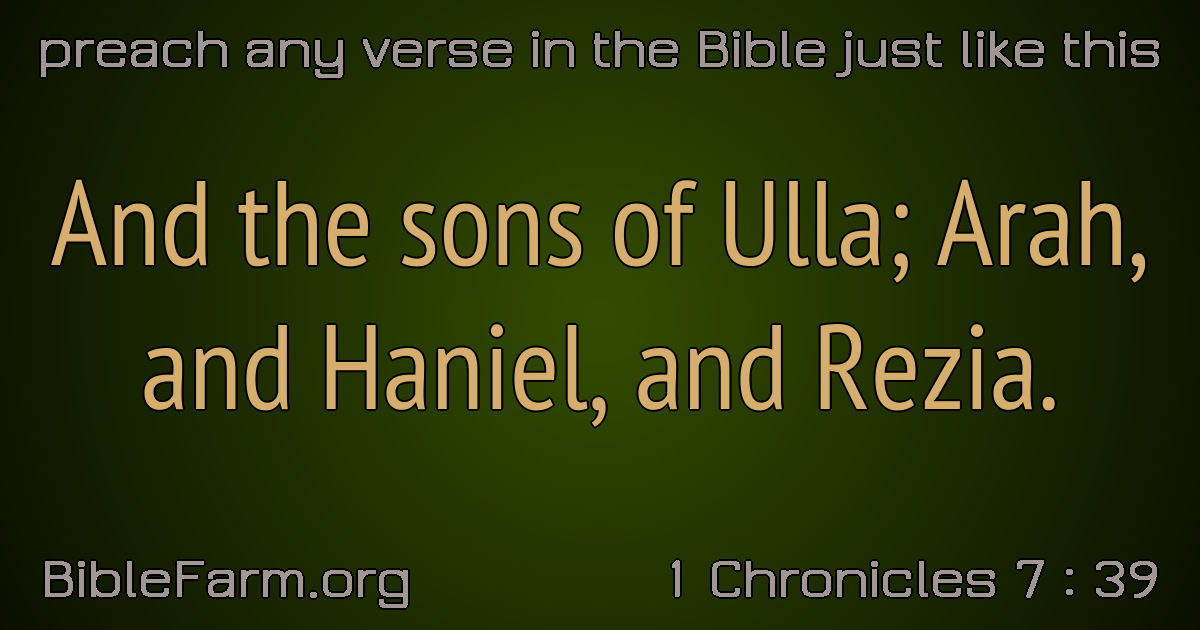 preach any verse in the Bible just like this
And the sons of Ulla; Arah,
and Haniel, and Rezia.
BibleFarm.org
1 Chronicles 7 : 39